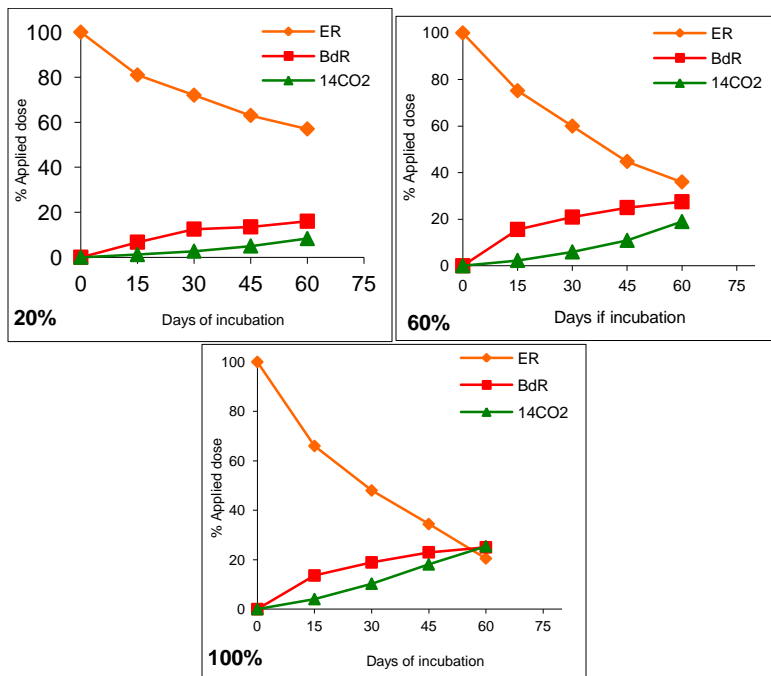 100
80
60
40
20
0
% Applied dose
ER
BdR
14CO2
0 15 30 45 60 75
20%
Days of incubation
100
80
60
40
20
0
% Applied dose
ER
BdR
14CO2
0 15 30 45 60 75
60%
Days if incubation
100
80
60
40
20
0
% Applied dose
ER
BdR
14CO2
0 15 30 45 60 75
100%
Days of incubation